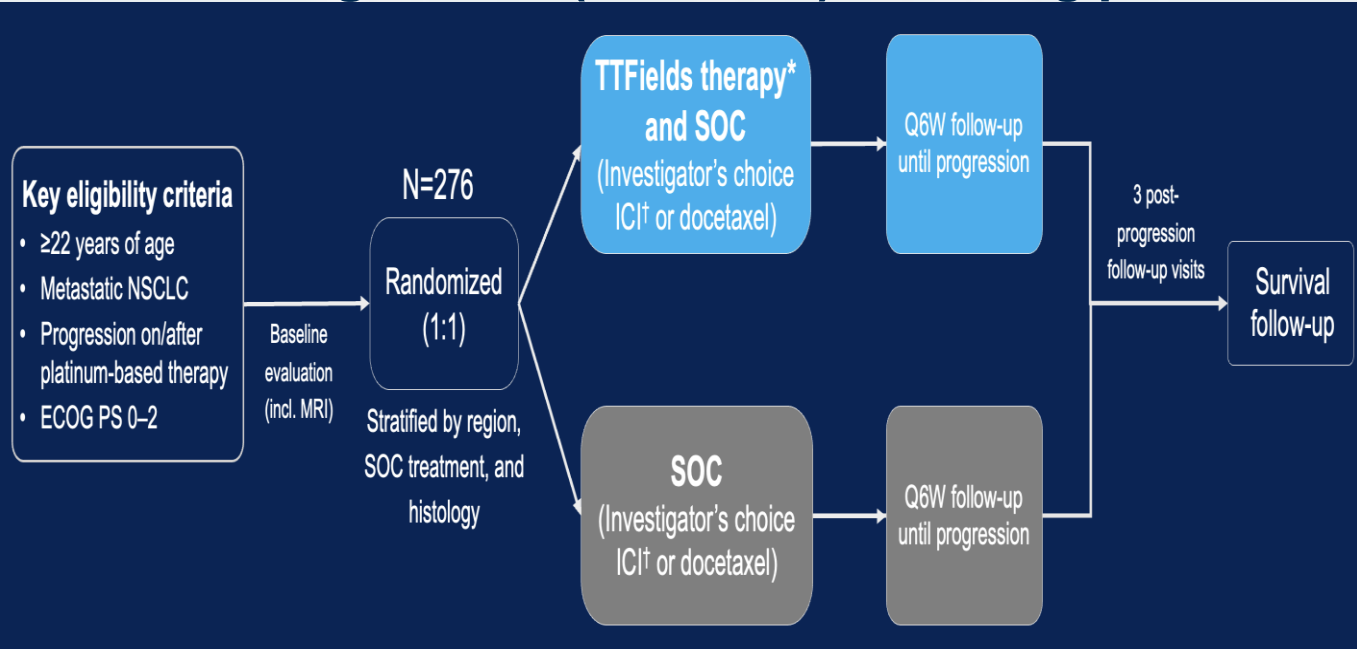 Key eligibility criteria
• ≥22 years of age
• Metastatic NSCLC
• Progression on/after
platinum-based therapy
• ECOG PS 0–2
Baseline
evaluation
(incl. MRI)
N=276
Randomized
(1:1)
Stratified by region,
SOC treatment, and
histology
TTFields therapy*
and SOC
(Investigator's choice
ICI† or docetaxel)
Q6W follow-up
until progression
SOC
(Investigator's choice
ICI† or docetaxel)
Q6W follow-up
until progression
3 post-
progression
follow-up visits
Survival
follow-up